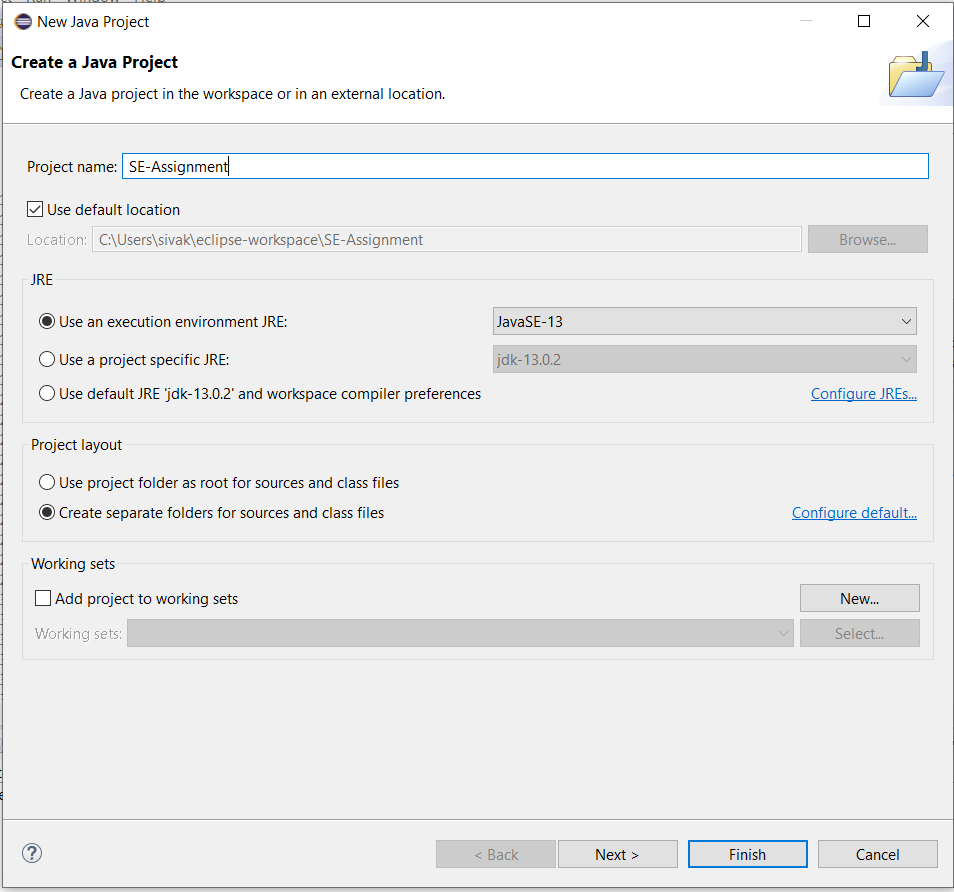 New Java Project
Create a Java Project
Create a Java project in the workspace or in an external location.
Project name: SE-Assignment
Use default location
Location: C:\Users\sivak\eclipse-workspace\SE-Assignment Browse...
JRE
Use an execution environment JRE: JavaSE-13
Use a project specific JRE: jdk-13.0.2
Use default JRE 'jdk-13.0.2' and workspace compiler preferences Configure JREs...
Project layout
Use project folder as root for sources and class files
Create separate folders for sources and class files Configure default...
Working sets
Add project to working sets New...
Working sets: Select...
? < Back Next > Finish Cancel